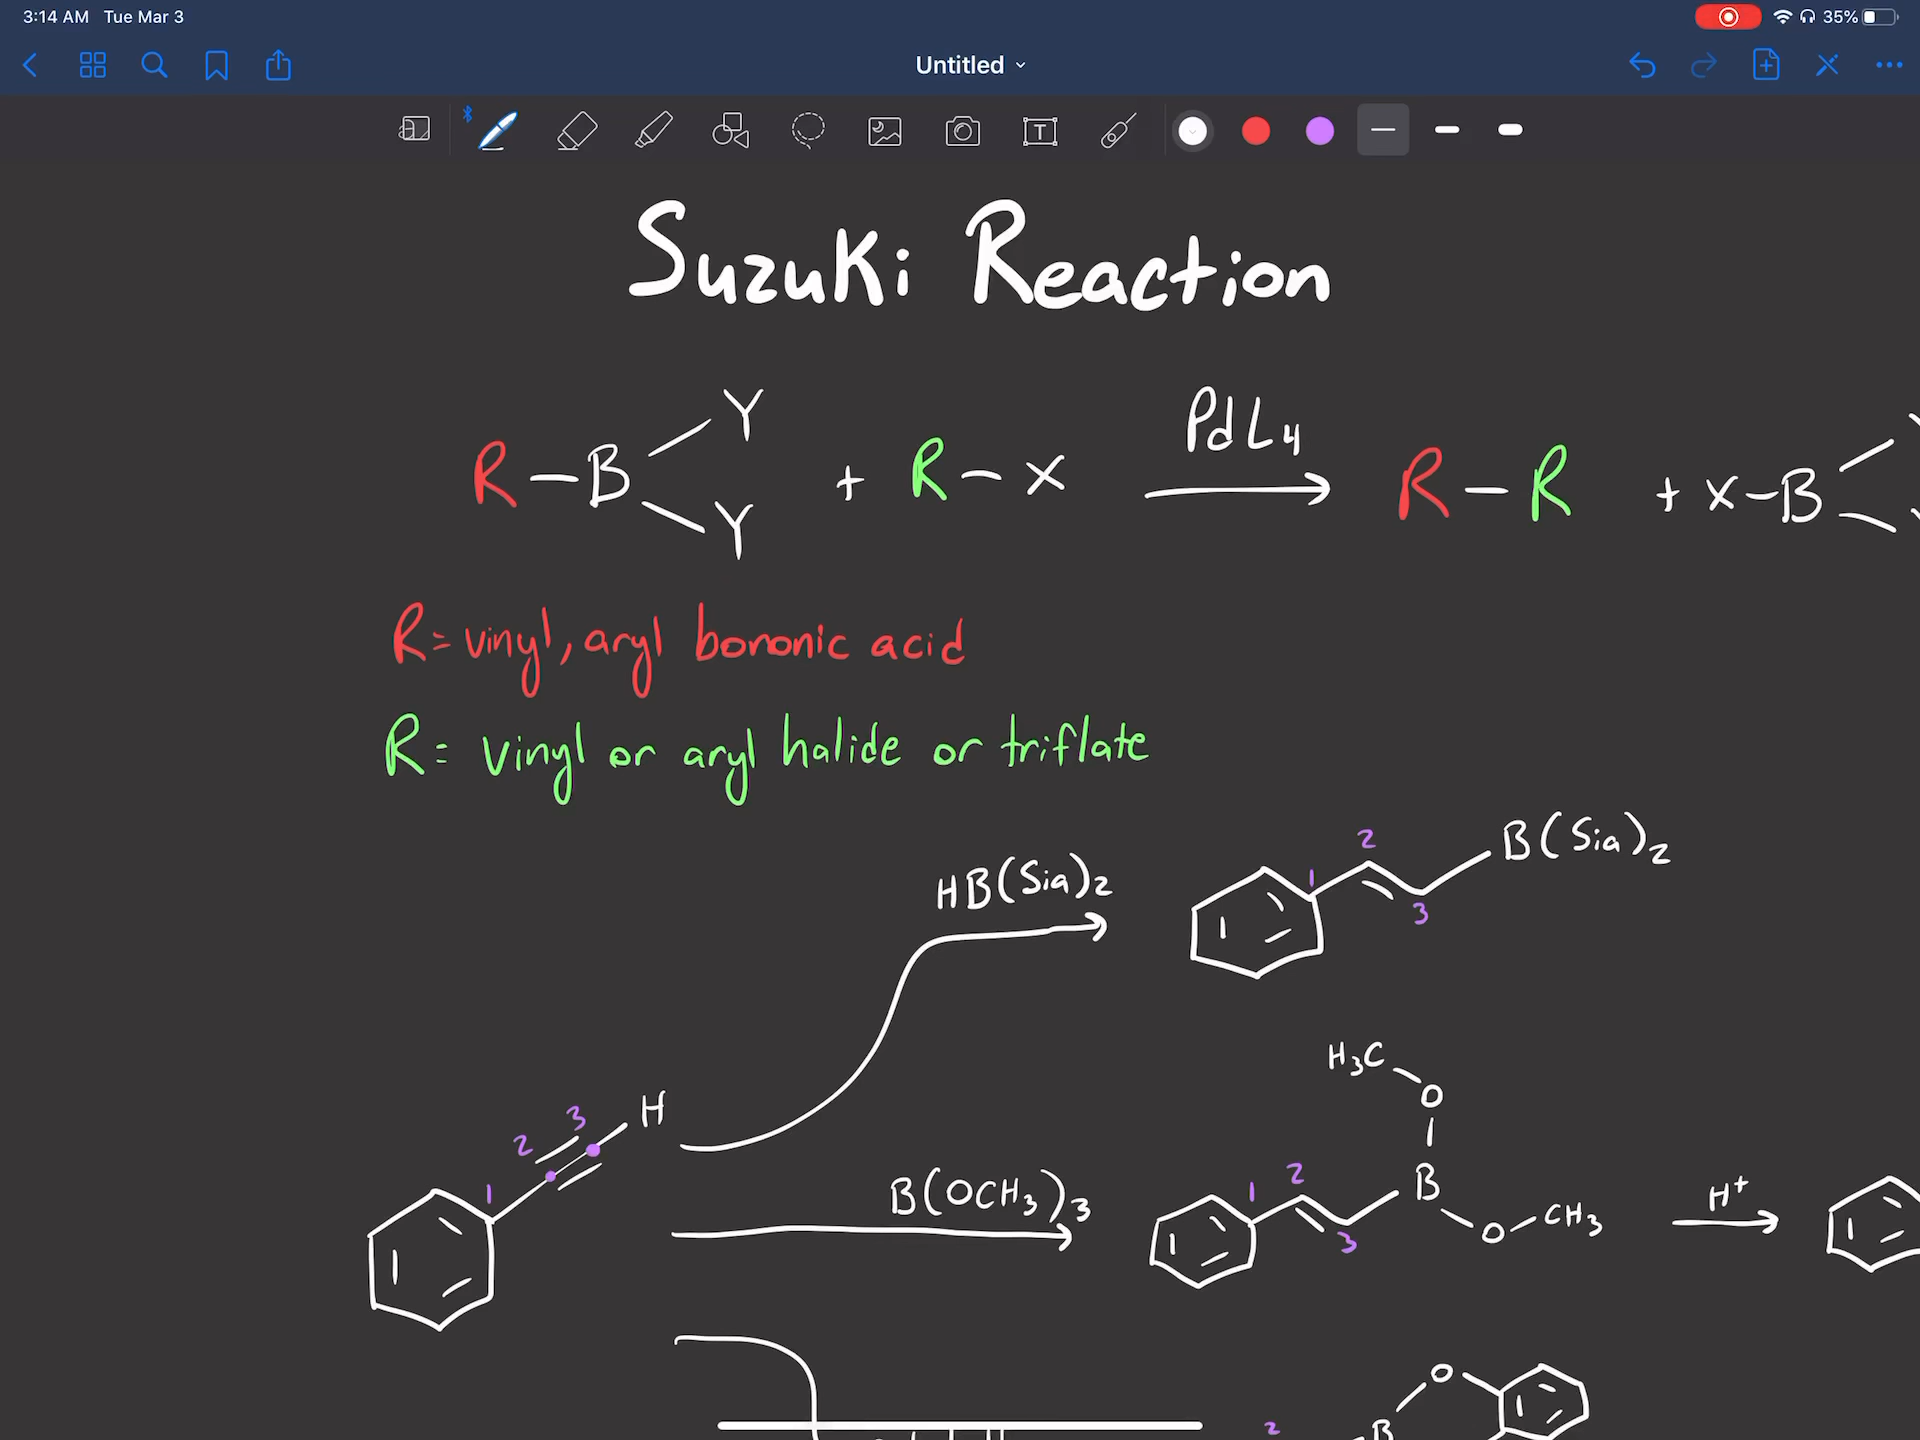 3:14 AM Tue Mar 3
35%
Untitled
Suzuki Reaction
R-B Y Y + R-X PdL4 R-R + X-B
R= vinyl, aryl boronic acid
R= vinyl or aryl halide or triflate
HB(Sia)2
1 2 3 B(Sia)2
1 2 3 H
B(OCH3)3
H3C O B O-CH3
1 2 3
H+
2 B O